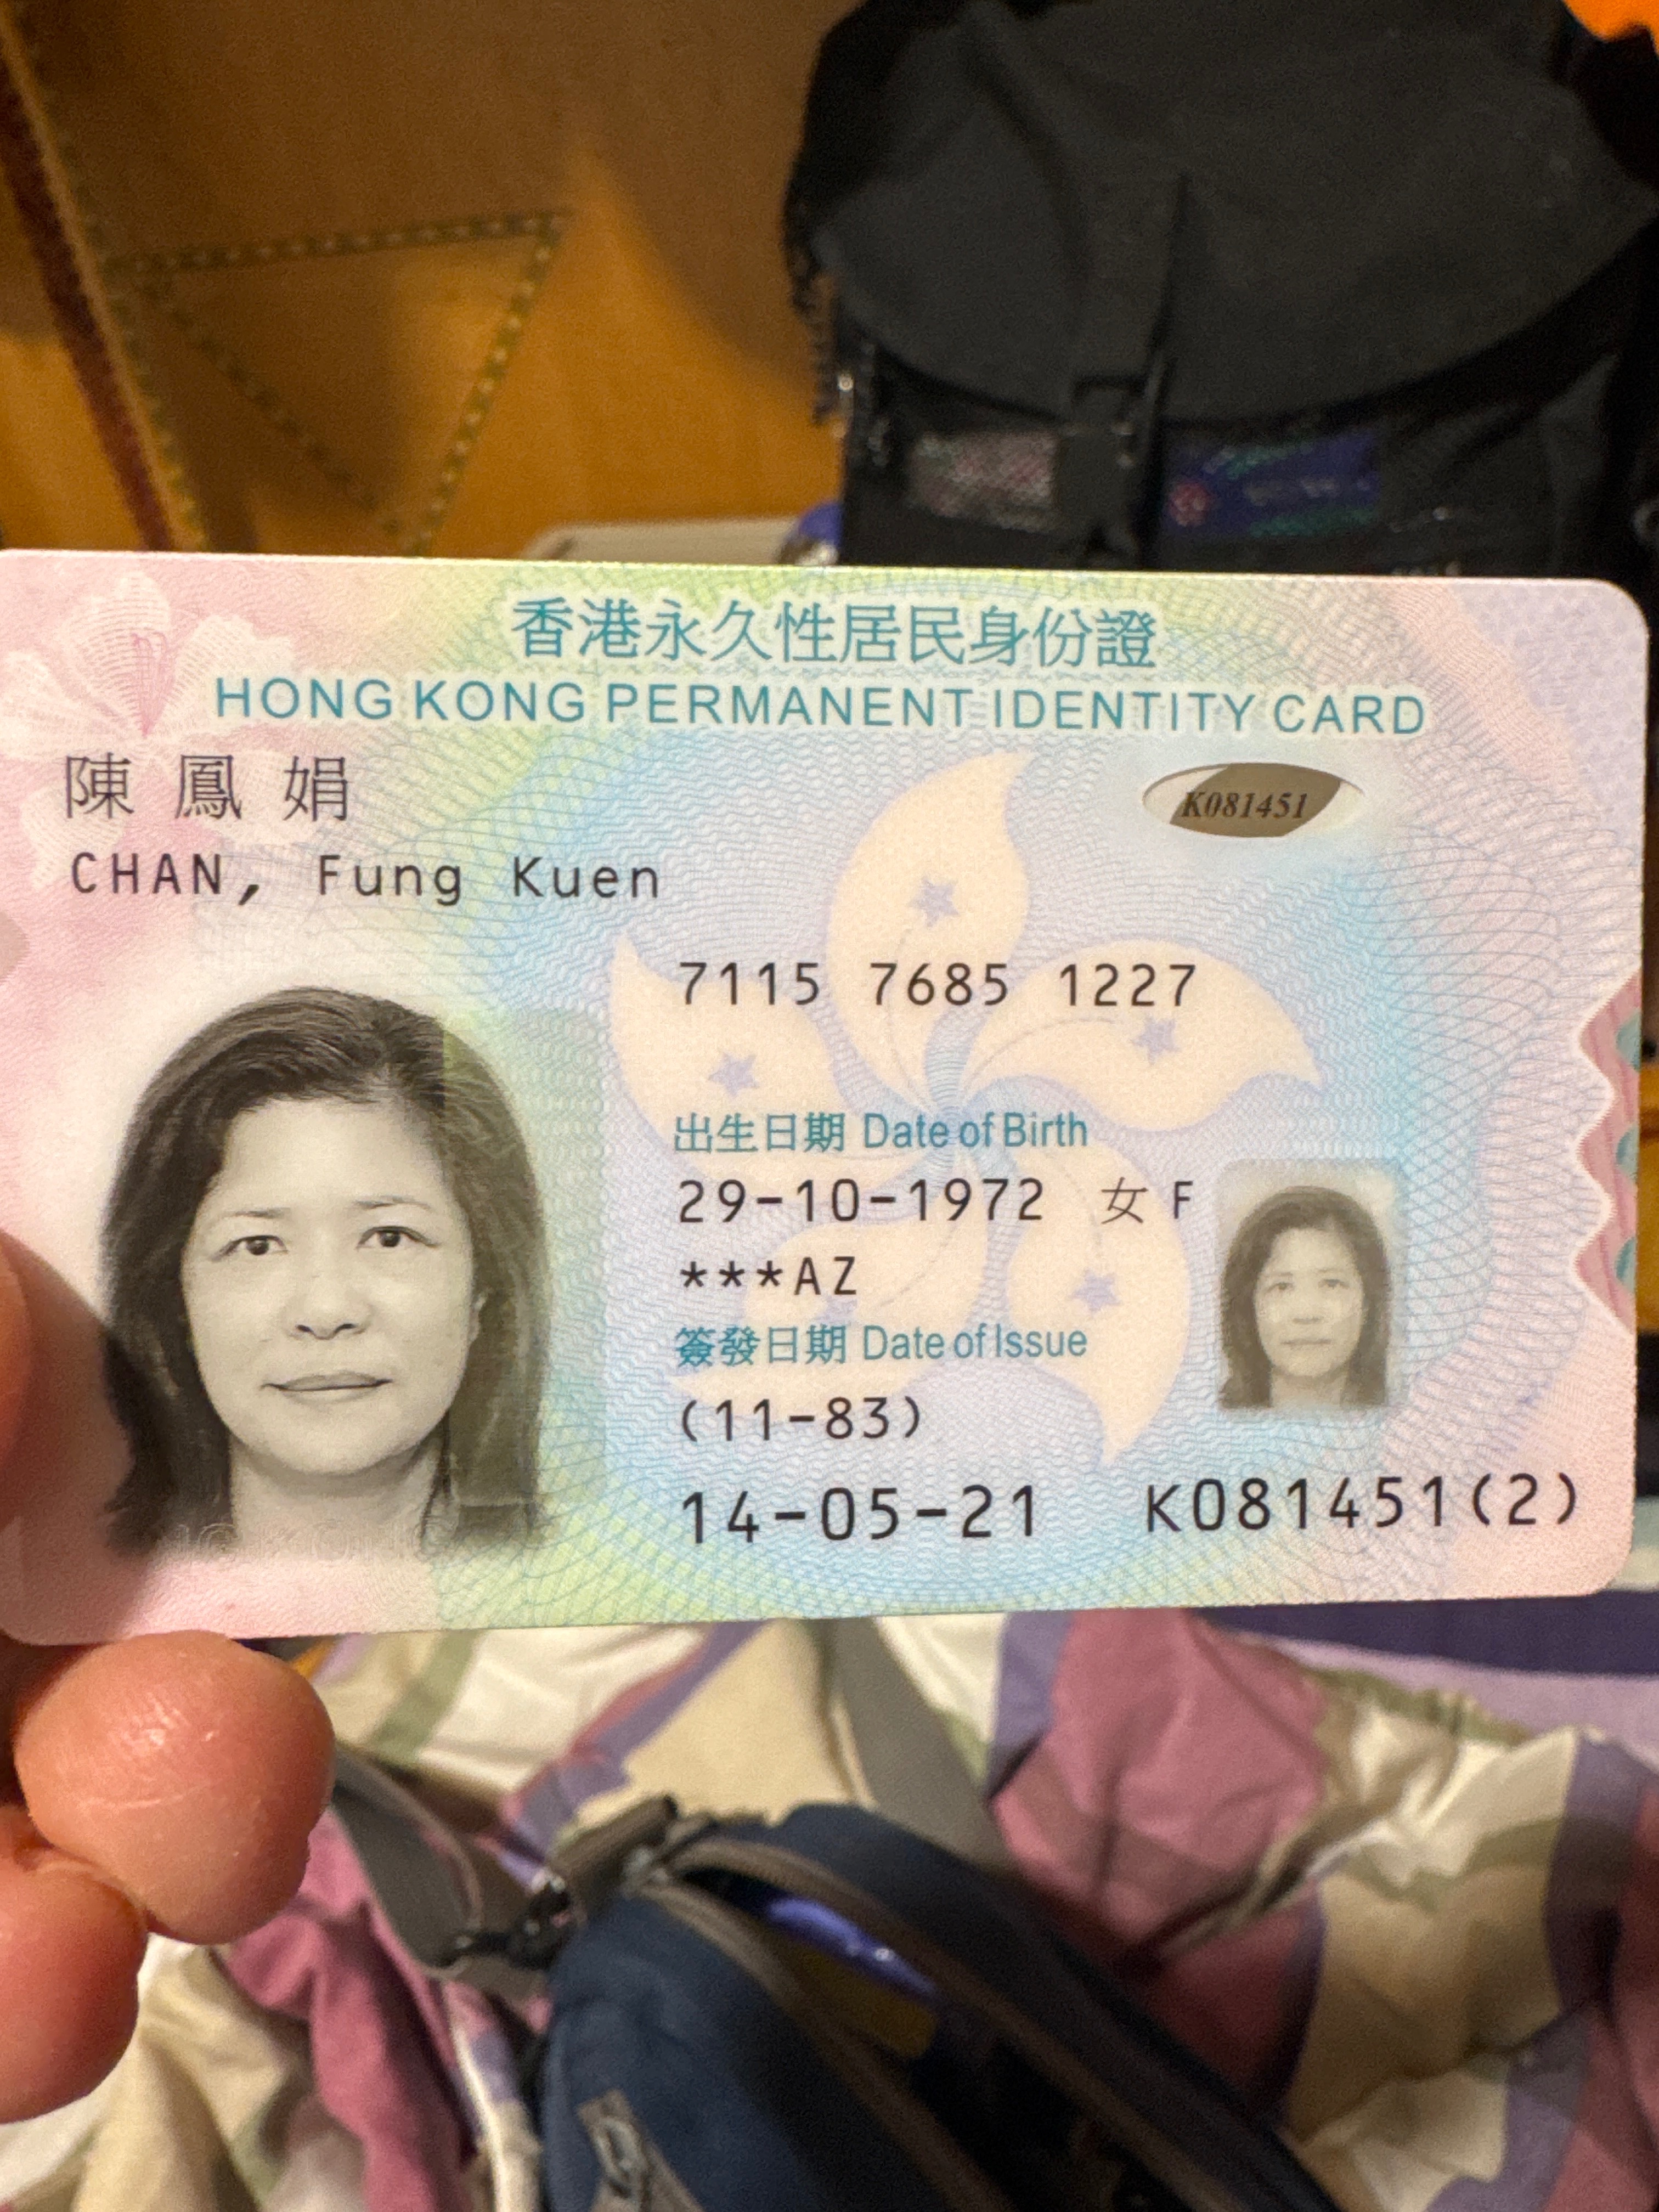 香港永久性居民身份證
HONG KONG PERMANENT IDENTITY CARD
陳鳳娟
CHAN, Fung Kuen
K081451
7115 7685 1227
出生日期 Date of Birth
29-10-1972 女 F
***AZ
簽發日期 Date of Issue
(11-83)
14-05-21 K081451(2)